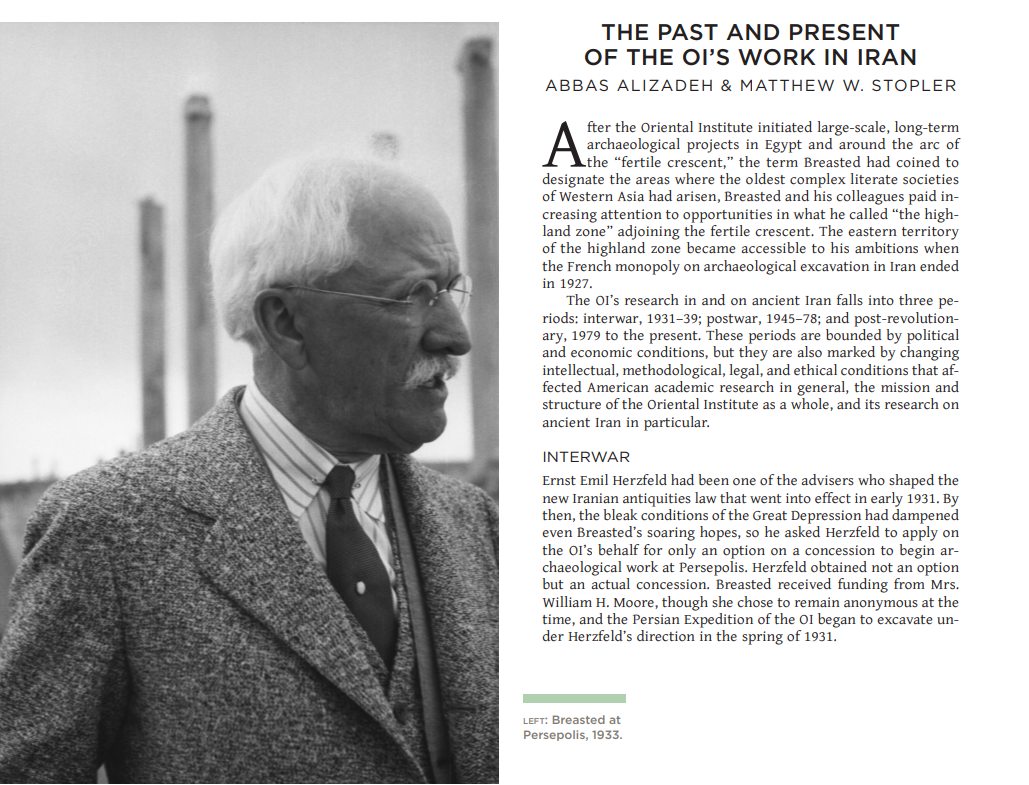 THE PAST AND PRESENT
OF THE OI'S WORK IN IRAN
ABBAS ALIZADEH & MATTHEW W. STOPLER
After the Oriental Institute initiated large-scale, long-term
archaeological projects in Egypt and around the arc of
the “fertile crescent,” the term Breasted had coined to
designate the areas where the oldest complex literate societies
of Western Asia had arisen, Breasted and his colleagues paid in-
creasing attention to opportunities in what he called “the high-
land zone” adjoining the fertile crescent. The eastern territory
of the highland zone became accessible to his ambitions when
the French monopoly on archaeological excavation in Iran ended
in 1927.
The OI’s research in and on ancient Iran falls into three pe-
riods: interwar, 1931–39; postwar, 1945–78; and post-revolution-
ary, 1979 to the present. These periods are bounded by political
and economic conditions, but they are also marked by changing
intellectual, methodological, legal, and ethical conditions that af-
fected American academic research in general, the mission and
structure of the Oriental Institute as a whole, and its research on
ancient Iran in particular.
INTERWAR
Ernst Emil Herzfeld had been one of the advisers who shaped the
new Iranian antiquities law that went into effect in early 1931. By
then, the bleak conditions of the Great Depression had dampened
even Breasted’s soaring hopes, so he asked Herzfeld to apply on
the OI’s behalf for only an option on a concession to begin ar-
chaeological work at Persepolis. Herzfeld obtained not an option
but an actual concession. Breasted received funding from Mrs.
William H. Moore, though she chose to remain anonymous at the
time, and the Persian Expedition of the OI began to excavate un-
der Herzfeld’s direction in the spring of 1931.
LEFT: Breasted at
Persepolis, 1933.